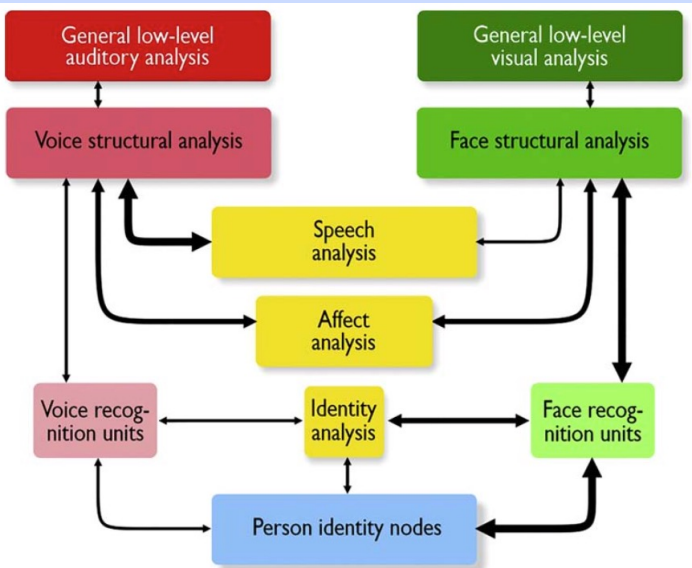 General low-level
auditory analysis
General low-level
visual analysis
Voice structural analysis
Face structural analysis
Speech
analysis
Affect
analysis
Voice recog-
nition units
Identity
analysis
Face recog-
nition units
Person identity nodes